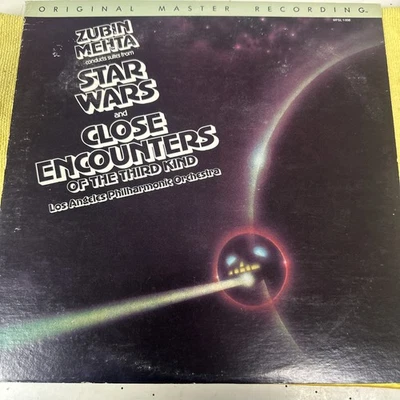 ORIGINAL MASTER RECORDING
ZUBIN
MEHTA
conducts suites from
STAR
WARS
and
CLOSE
ENCOUNTERS
OF THE THIRD KIND
Los Angeles Philharmonic Orchestra